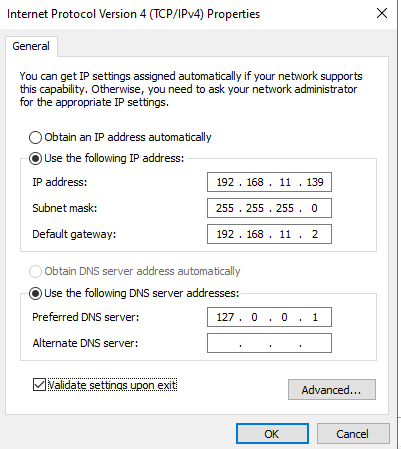 Internet Protocol Version 4 (TCP/IPv4) Properties
General
You can get IP settings assigned automatically if your network supports
this capability. Otherwise, you need to ask your network administrator
for the appropriate IP settings.
Obtain an IP address automatically
Use the following IP address:
IP address: 192 . 168 . 11 . 139
Subnet mask: 255 . 255 . 255 . 0
Default gateway: 192 . 168 . 11 . 2
Obtain DNS server address automatically
Use the following DNS server addresses:
Preferred DNS server: 127 . 0 . 0 . 1
Alternate DNS server: . . .
Validate settings upon exit
Advanced...
OK Cancel